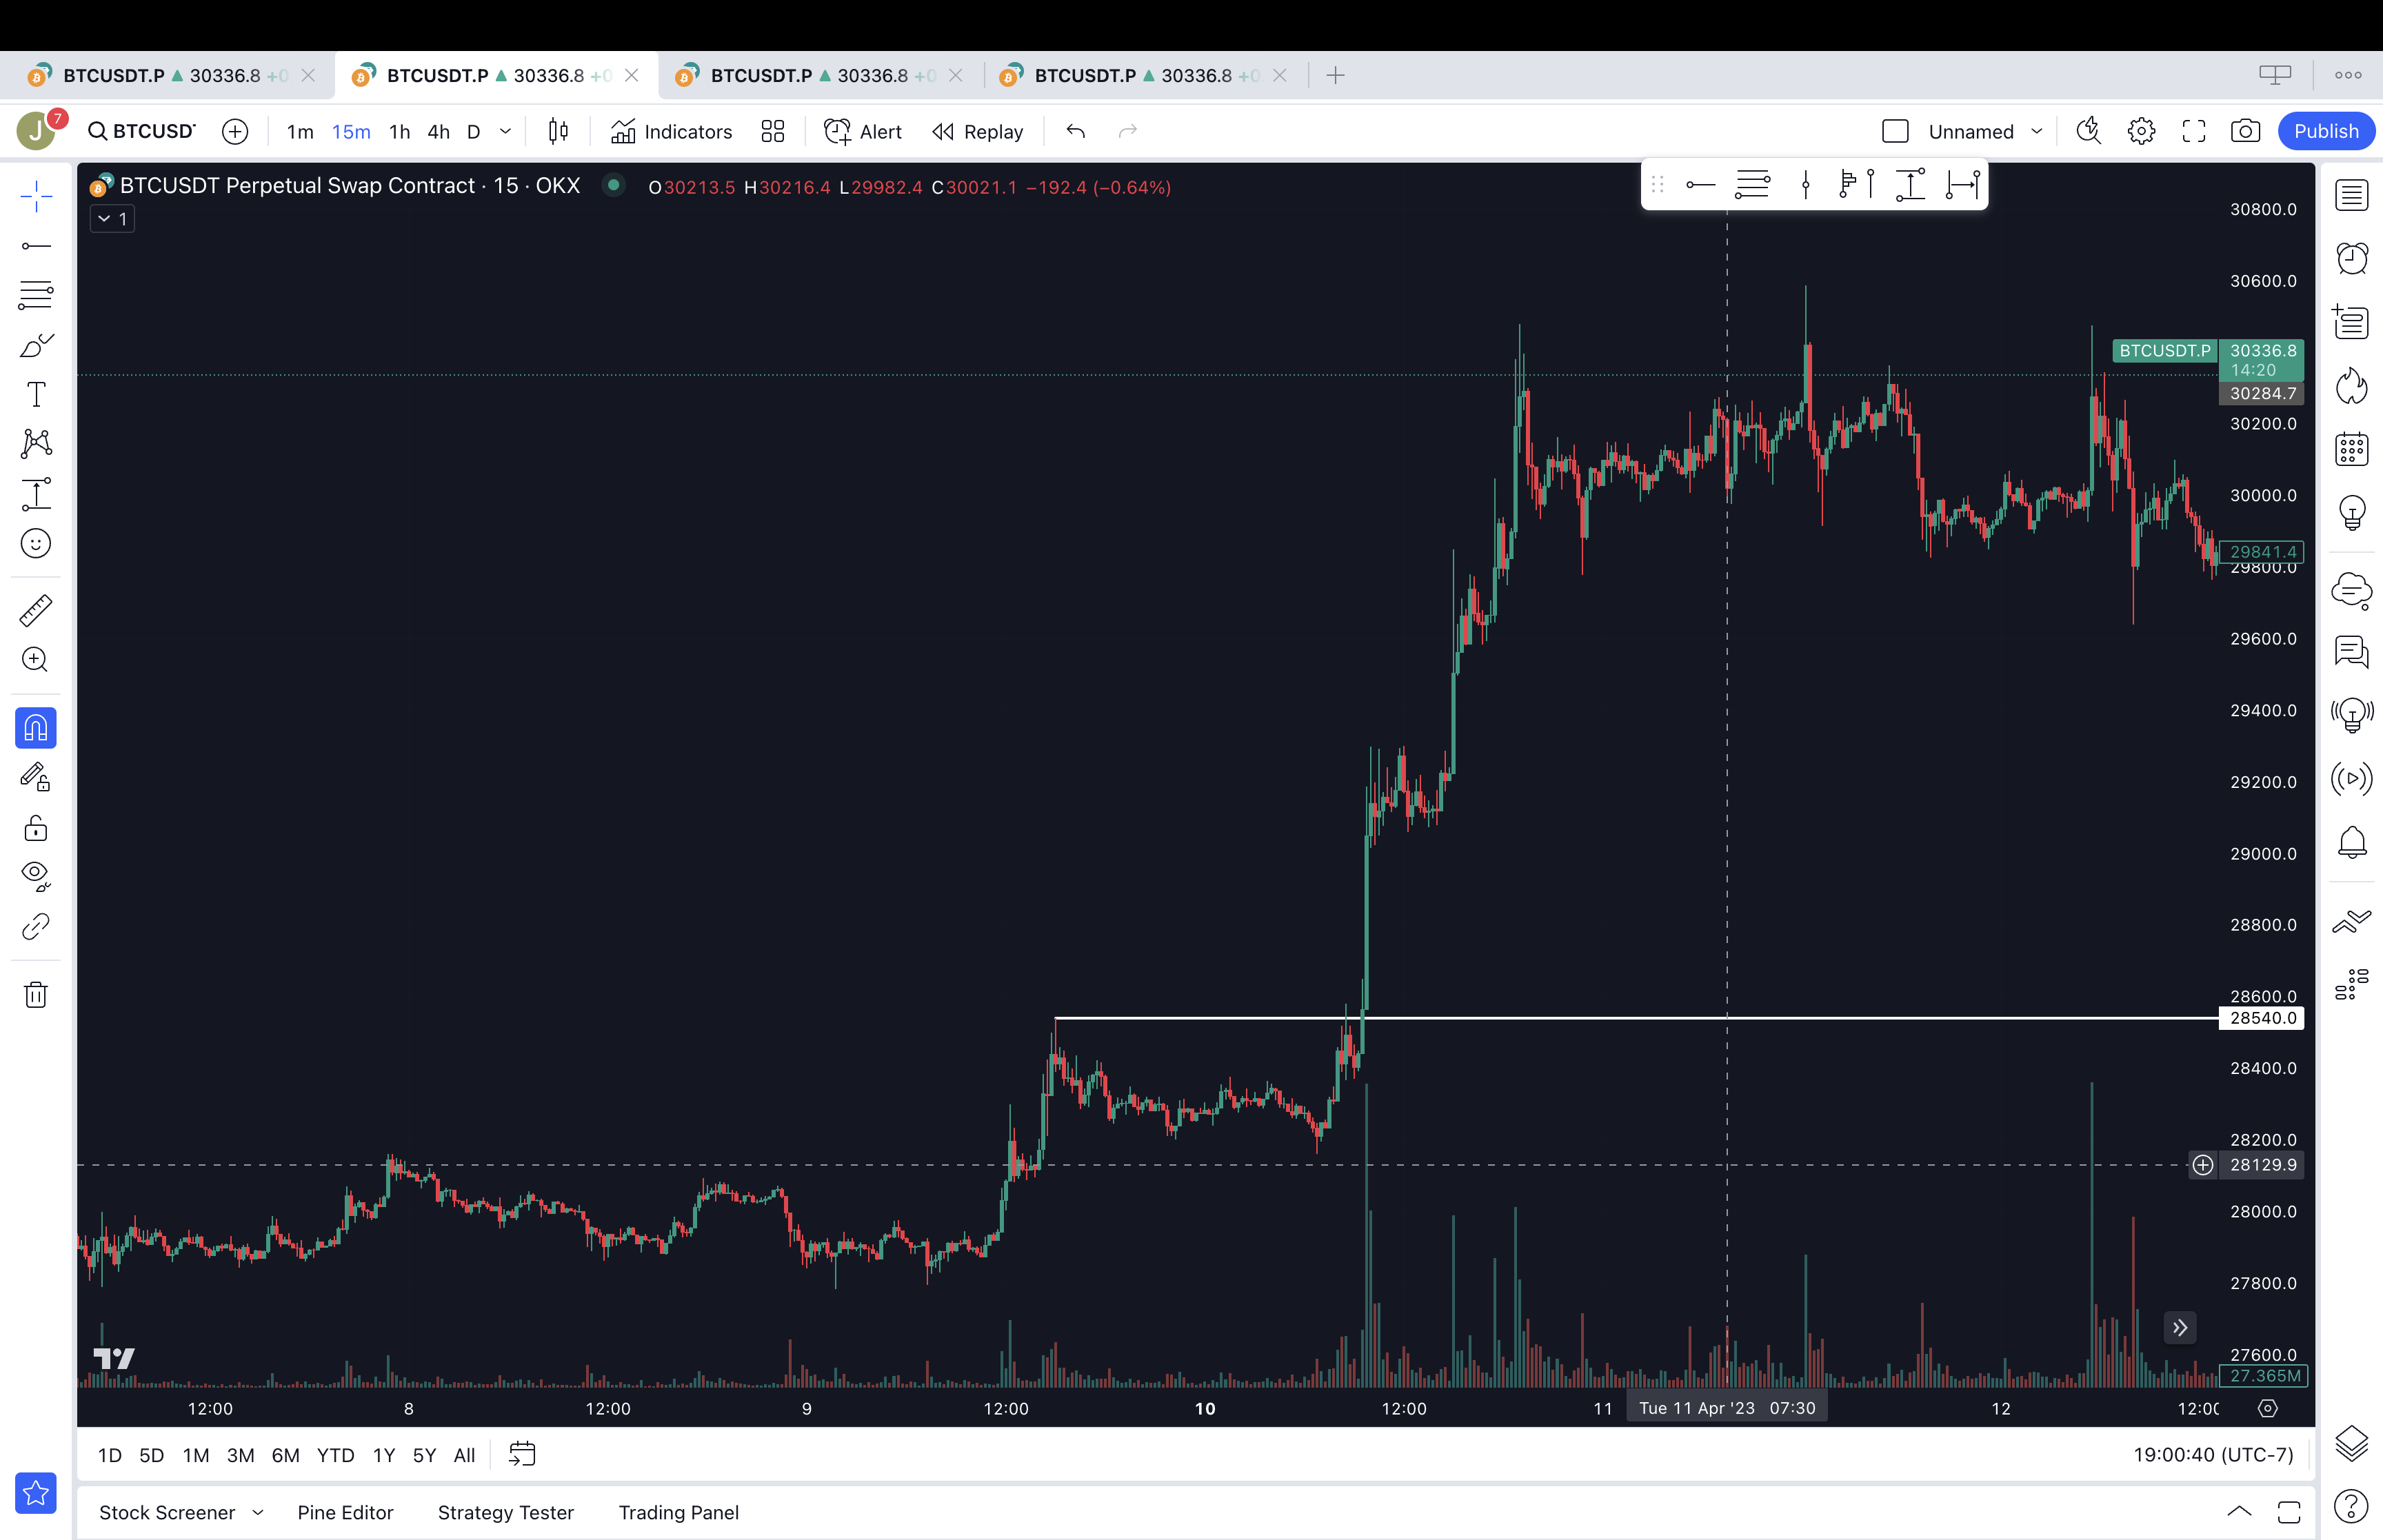 BTCUSDT.P ▲ 30336.8 +0
BTCUSDT.P ▲ 30336.8 +0
BTCUSDT.P ▲ 30336.8 +0
BTCUSDT.P ▲ 30336.8 +0
J 7 BTCUSD 1m 15m 1h 4h D Indicators Alert Replay Unnamed Publish
BTCUSDT Perpetual Swap Contract · 15 · OKX O30213.5 H30216.4 L29982.4 C30021.1 −192.4 (−0.64%)
1
30800.0
30600.0
BTCUSDT.P 30336.8
14:20
30284.7
30200.0
30000.0
29841.4
29800.0
29600.0
29400.0
29200.0
29000.0
28800.0
28600.0
28540.0
28400.0
28200.0
28129.9
28000.0
27800.0
27600.0
27.365M
12:00 8 12:00 9 12:00 10 12:00 11 Tue 11 Apr '23 07:30 12 12:00
1D 5D 1M 3M 6M YTD 1Y 5Y All 19:00:40 (UTC-7)
Stock Screener Pine Editor Strategy Tester Trading Panel